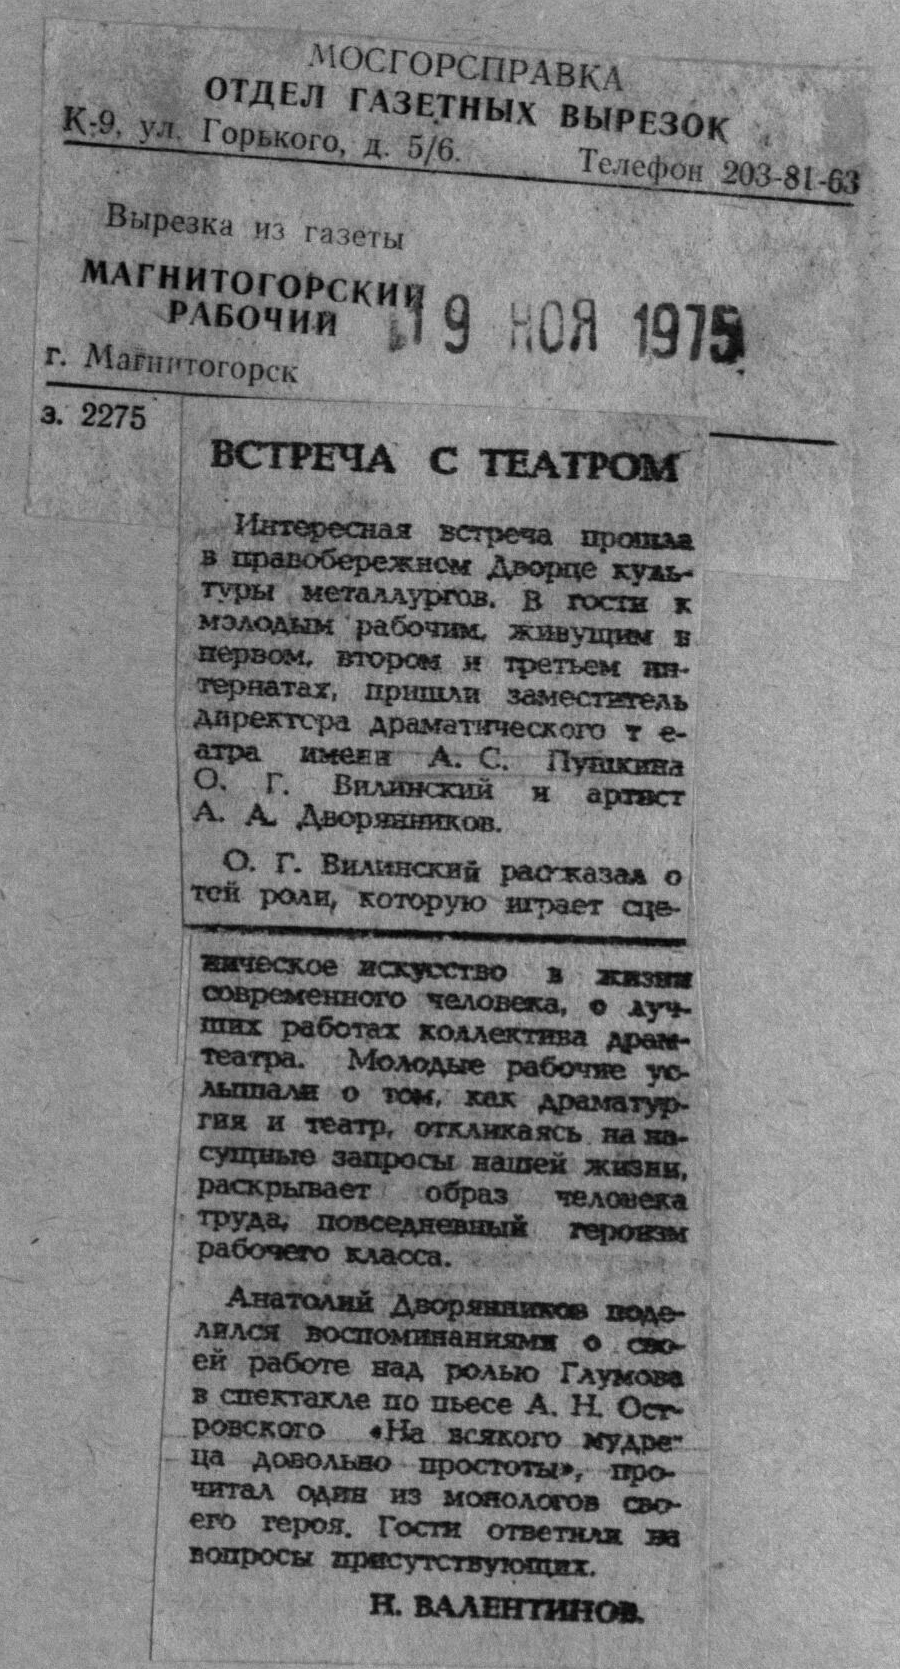 МОСГОРСПРАВКА
ОТДЕЛ ГАЗЕТНЫХ ВЫРЕЗОК
К-9, ул. Горького, д. 5/6. Телефон 203-81-63
Вырезка из газеты
МАГНИТОГОРСКИЙ
РАБОЧИЙ
19 НОЯ 1975
г. Магнитогорск
з. 2275
ВСТРЕЧА С ТЕАТРОМ
Интересная встреча прошла
в правобережном Дворце куль-
туры металлургов. В гости к
молодым рабочим, живущим в
первом, втором и третьем ин-
тернатах, пришли заместитель
директора драматического т е-
атра имени А. С. Пушкина
О. Г. Вилинский и артист
А. А. Дворянников.
О. Г. Вилинский рассказал о
той роли, которую играет сце-
ническое искусство в жизни
современного человека, о луч-
ших работах коллектива драм-
театра. Молодые рабочие ус-
лышали о том, как драматур-
гия и театр, откликаясь на на-
сущные запросы нашей жизни,
раскрывает образ человека
труда, повседневный героизм
рабочего класса.
Анатолий Дворянников поде-
лился воспоминаниями о сво-
ей работе над ролью Глумова
в спектакле по пьесе А. Н. Ост-
ровского «На всякого мудре-
ца довольно простоты», про-
читал один из монологов сво-
его героя. Гости ответили на
вопросы присутствующих.
Н. ВАЛЕНТИНОВ.